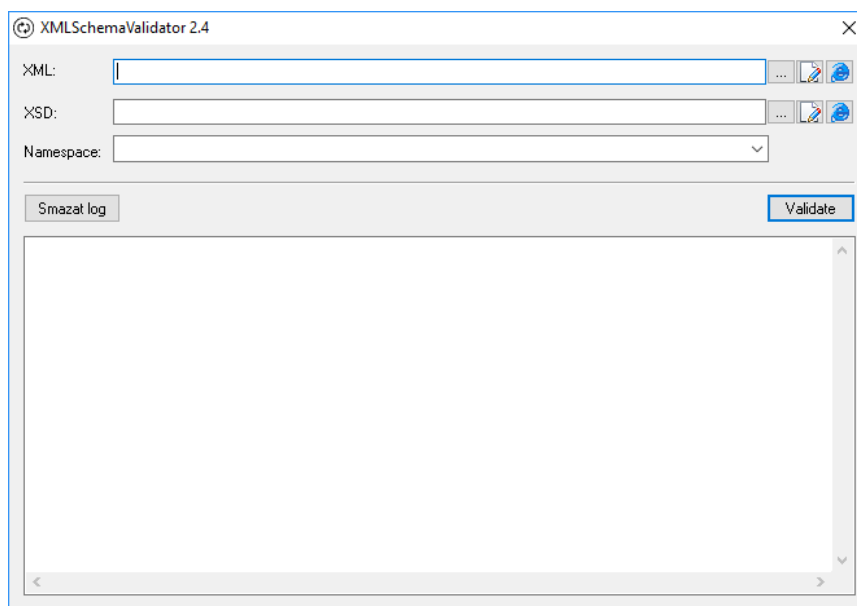 XMLSchemaValidator 2.4
XML: ...
XSD: ...
Namespace:
Smazat log Validate